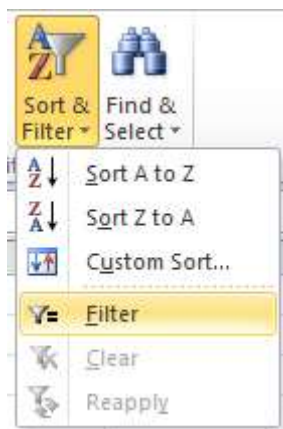 Sort & Find &
Filter Select
Sort A to Z
Sort Z to A
Custom Sort...
Filter
Clear
Reapply